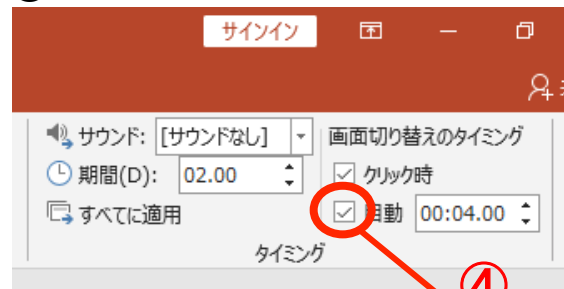 サインイン
サウンド: [サウンドなし] 画面切り替えのタイミング
期間(D): 02.00 クリック時
すべてに適用 自動 00:04.00
タイミング
④